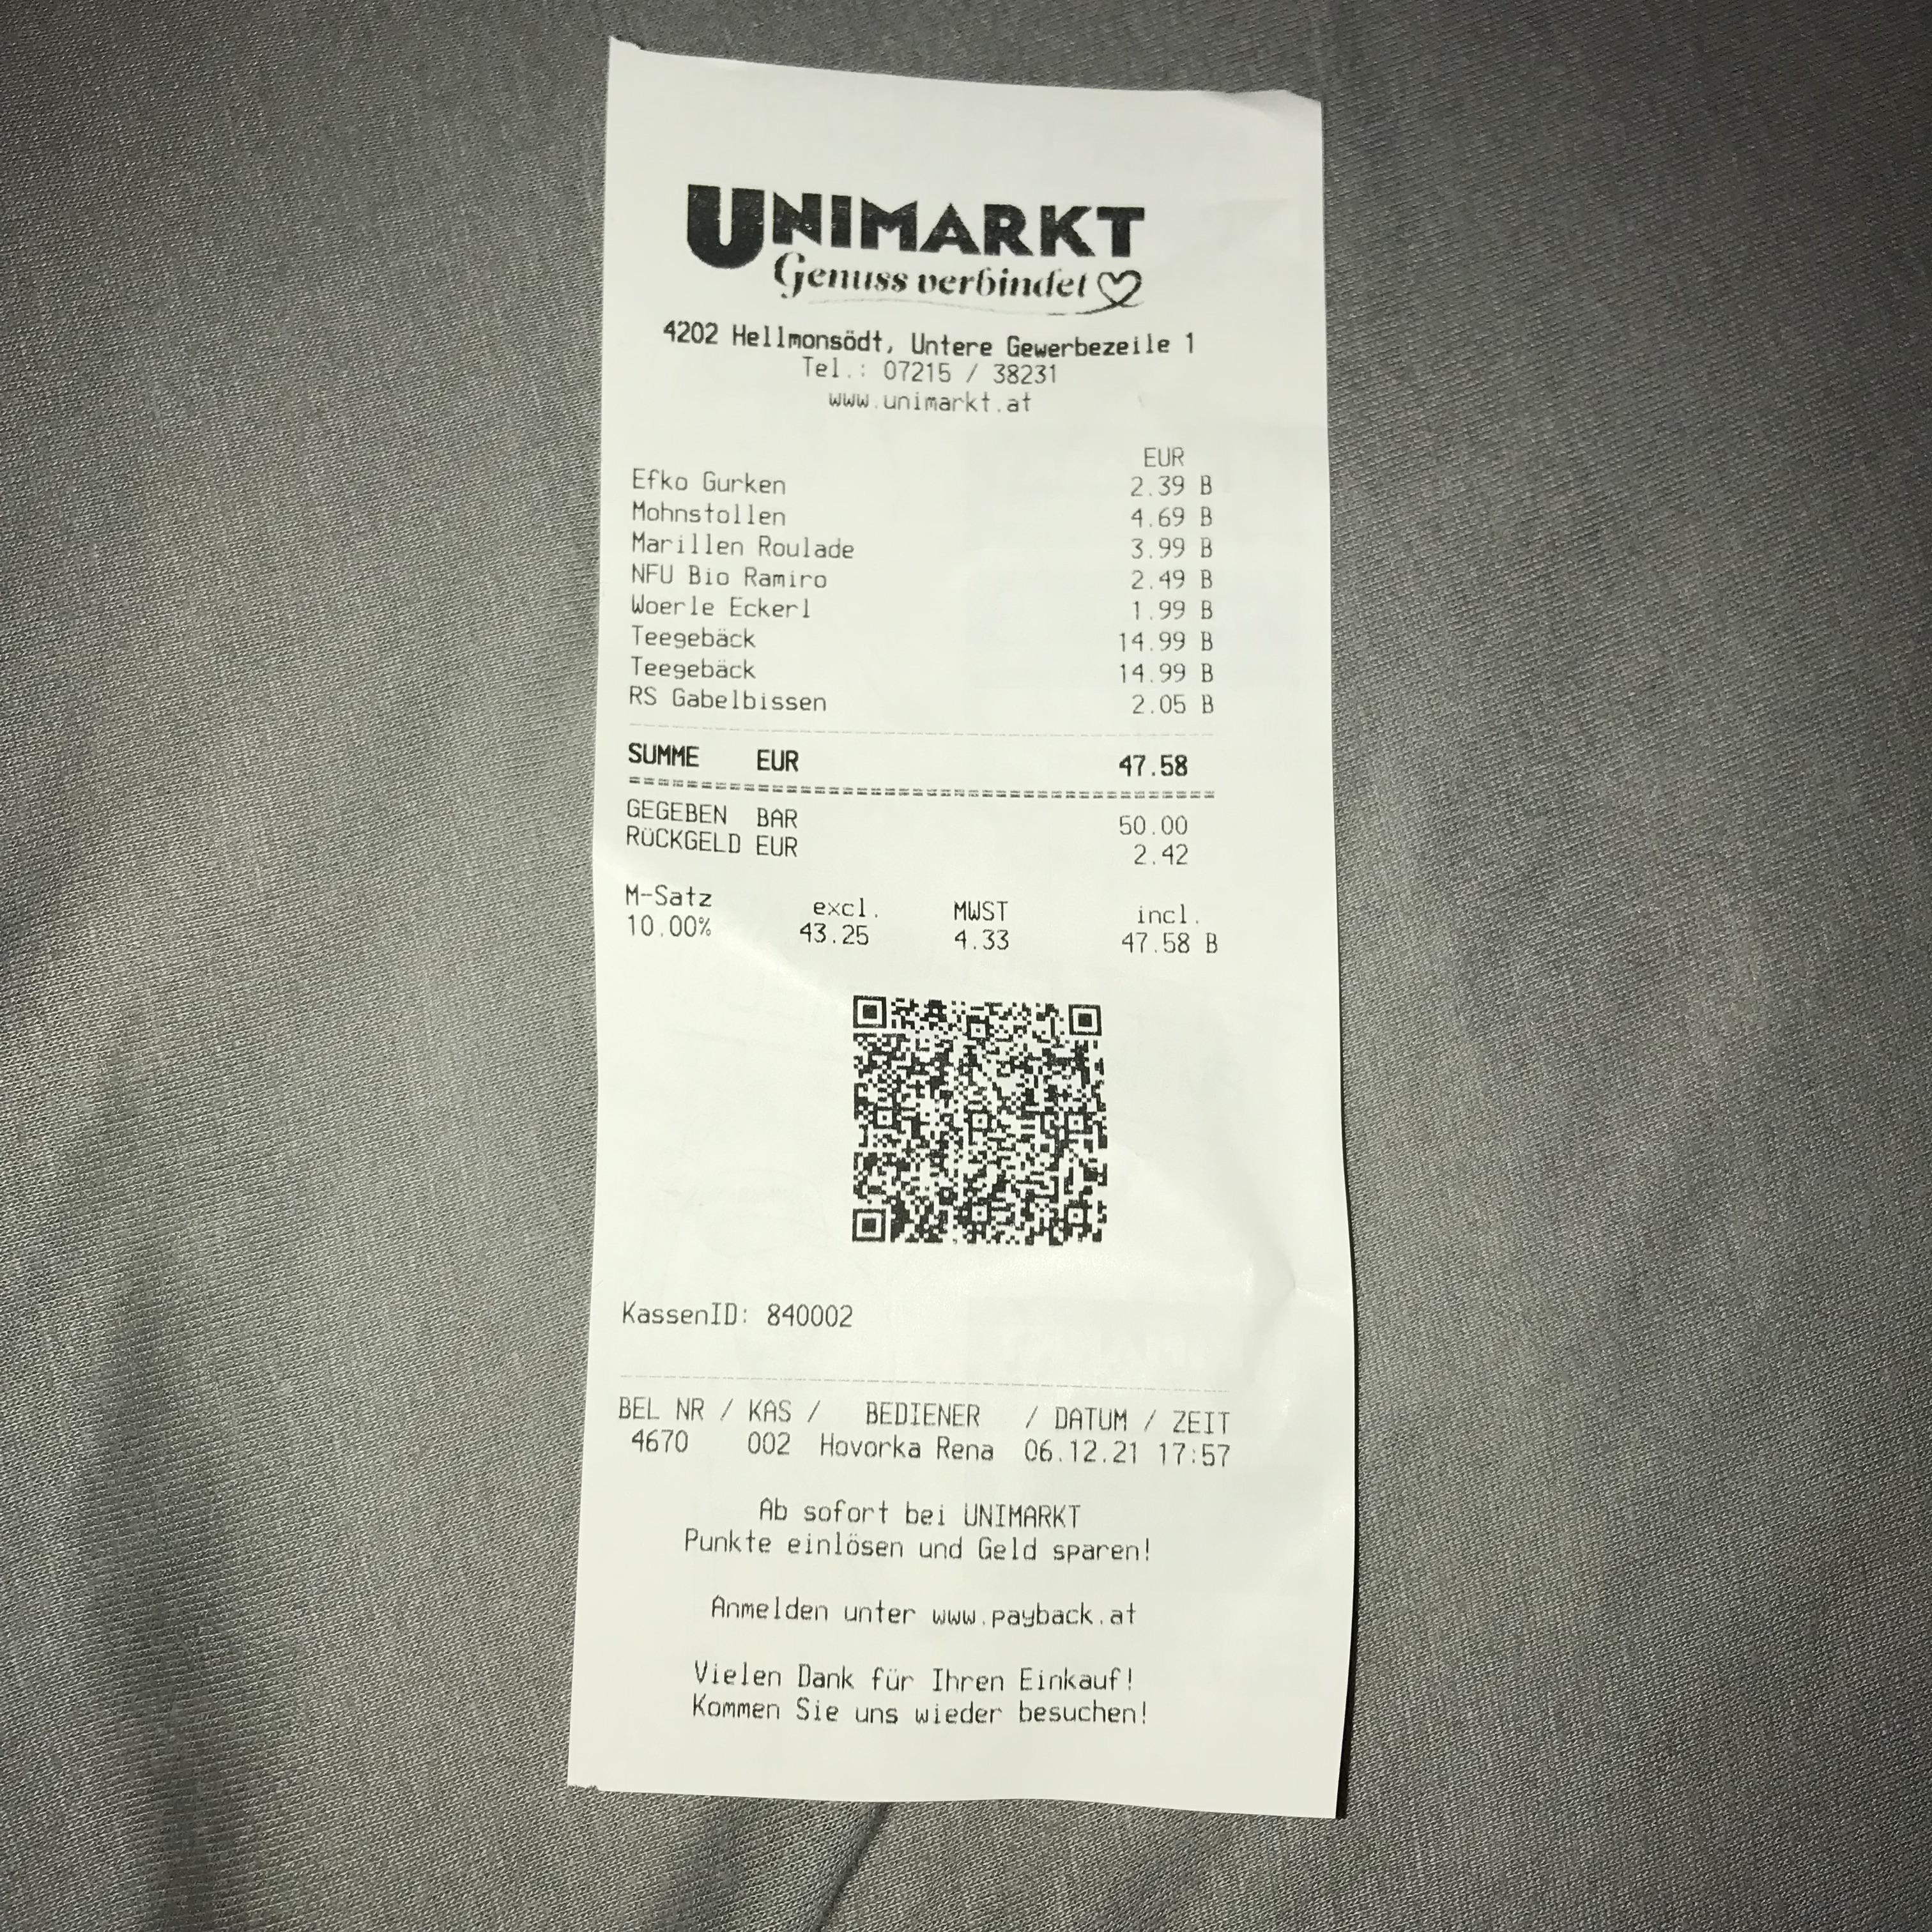 UNIMARKT
Genuss verbindet
4202 Hellmonsödt, Untere Gewerbezeile 1
Tel.: 07215 / 38231
www.unimarkt.at
EUR
Efko Gurken 2.39 B
Mohnstollen 4.69 B
Marillen Roulade 3.99 B
NFU Bio Ramiro 2.49 B
Woerle Eckerl 1.99 B
Teegebäck 14.99 B
Teegebäck 14.99 B
RS Gabelbissen 2.05 B
SUMME EUR 47.58
GEGEBEN BAR 50.00
RÜCKGELD EUR 2.42
M-Satz excl. MWST incl.
10.00% 43.25 4.33 47.58 B
KassenID: 840002
BEL NR / KAS / BEDIENER / DATUM / ZEIT
4670 002 Hovorka Rena 06.12.21 17:57
Ab sofort bei UNIMARKT
Punkte einlösen und Geld sparen!
Anmelden unter www.payback.at
Vielen Dank für Ihren Einkauf!
Kommen Sie uns wieder besuchen!